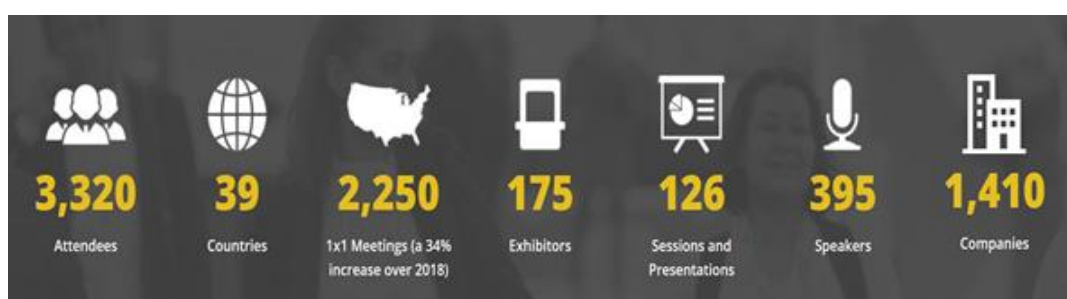 3,320
Attendees
39
Countries
2,250
1x1 Meetings (a 34%
increase over 2018)
175
Exhibitors
126
Sessions and
Presentations
395
Speakers
1,410
Companies